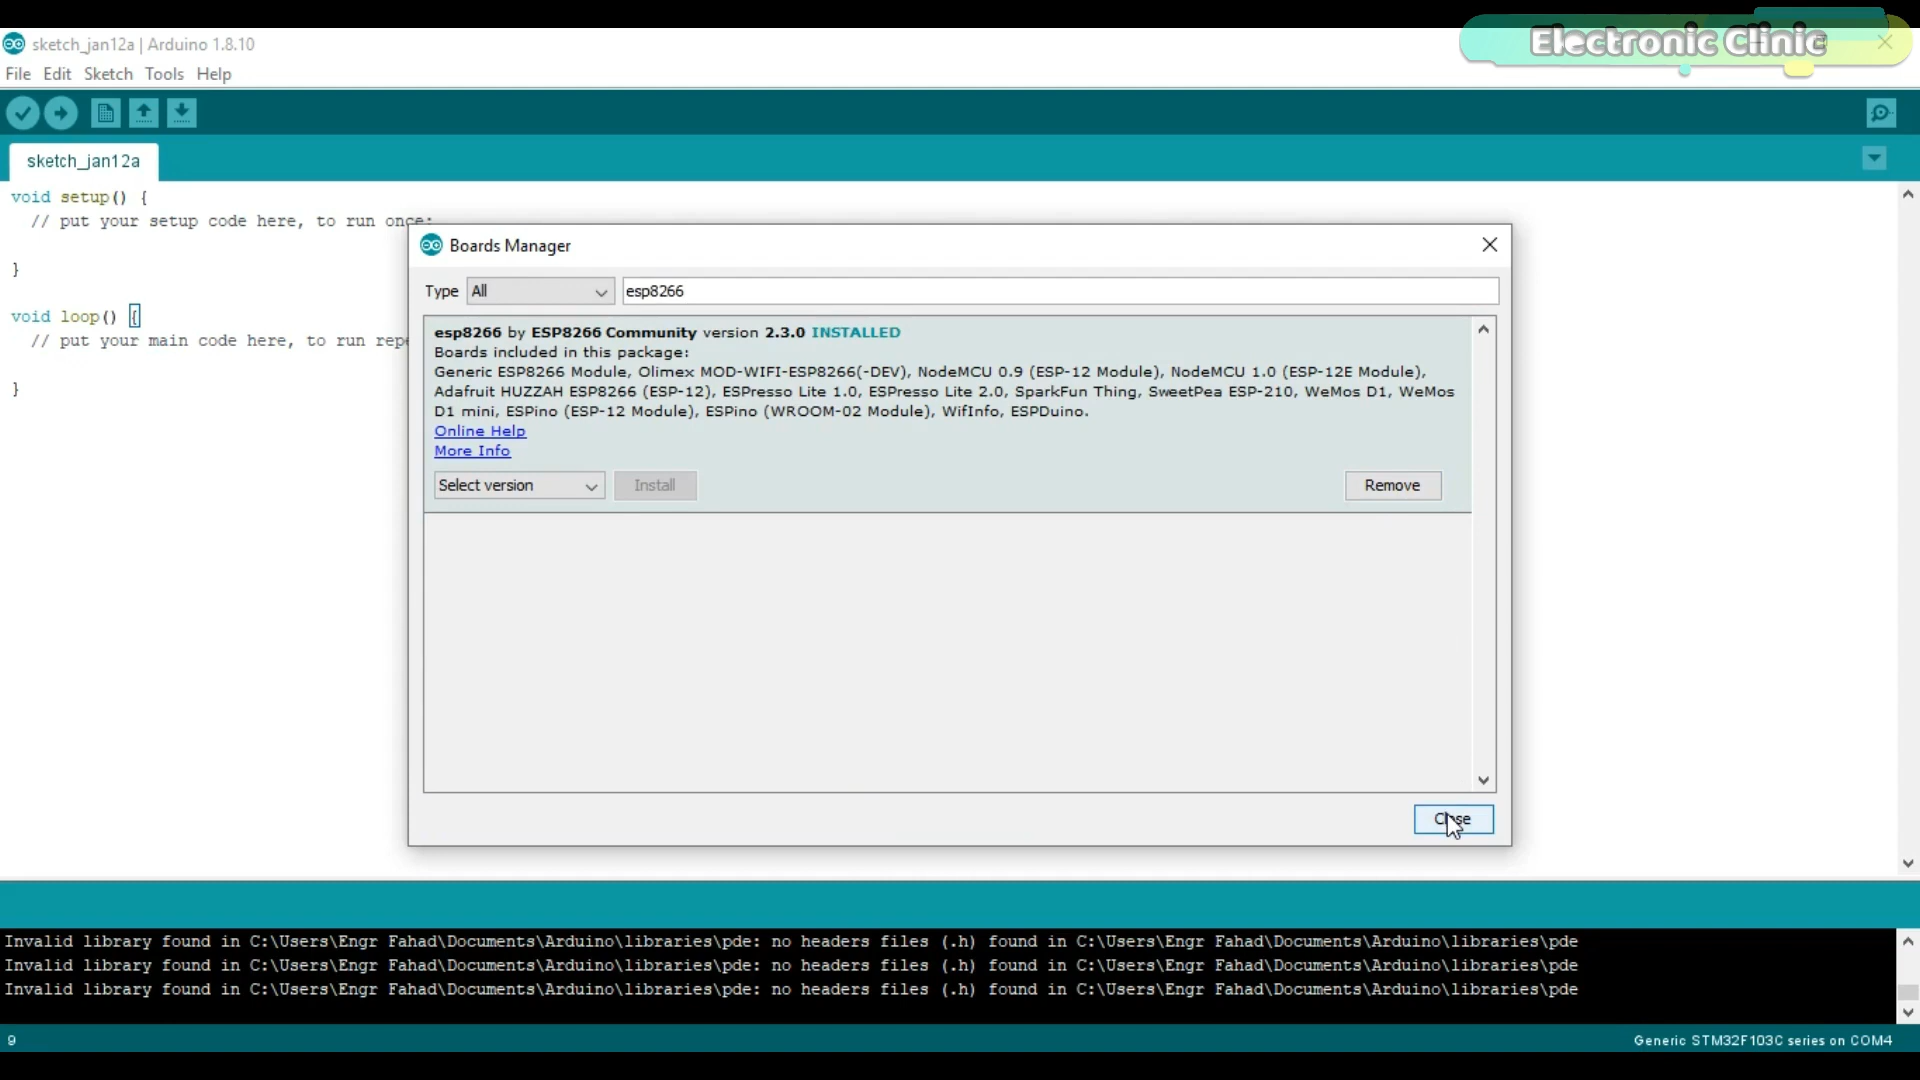 sketch_jan12a | Arduino 1.8.10
Electronic Clinic
File Edit Sketch Tools Help
sketch_jan12a
void setup() {
// put your setup code here, to run once:
}
void loop() {
// put your main code here, to run repe
}
Boards Manager
Type All esp8266
esp8266 by ESP8266 Community version 2.3.0 INSTALLED
Boards included in this package:
Generic ESP8266 Module, Olimex MOD-WIFI-ESP8266(-DEV), NodeMCU 0.9 (ESP-12 Module), NodeMCU 1.0 (ESP-12E Module),
Adafruit HUZZAH ESP8266 (ESP-12), ESPresso Lite 1.0, ESPresso Lite 2.0, SparkFun Thing, SweetPea ESP-210, WeMos D1, WeMos
D1 mini, ESPino (ESP-12 Module), ESPino (WROOM-02 Module), WifInfo, ESPDuino.
Online Help
More Info
Select version Install Remove
Close
Invalid library found in C:\Users\Engr Fahad\Documents\Arduino\libraries\pde: no headers files (.h) found in C:\Users\Engr Fahad\Documents\Arduino\libraries\pde
Invalid library found in C:\Users\Engr Fahad\Documents\Arduino\libraries\pde: no headers files (.h) found in C:\Users\Engr Fahad\Documents\Arduino\libraries\pde
Invalid library found in C:\Users\Engr Fahad\Documents\Arduino\libraries\pde: no headers files (.h) found in C:\Users\Engr Fahad\Documents\Arduino\libraries\pde
9 Generic STM32F103C series on COM4